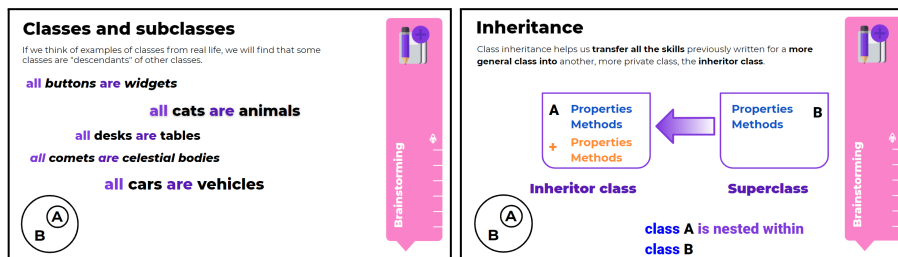 Classes and subclasses
If we think of examples of classes from real life, we will find that some
classes are "descendants" of other classes.
all buttons are widgets
all cats are animals
all desks are tables
all comets are celestial bodies
all cars are vehicles
A
B
Brainstorming
Inheritance
Class inheritance helps us transfer all the skills previously written for a more
general class into another, more private class, the inheritor class.
A Properties
Methods
+ Properties
Methods
Inheritor class
Properties B
Methods
Superclass
A
B
class A is nested within
class B
Brainstorming